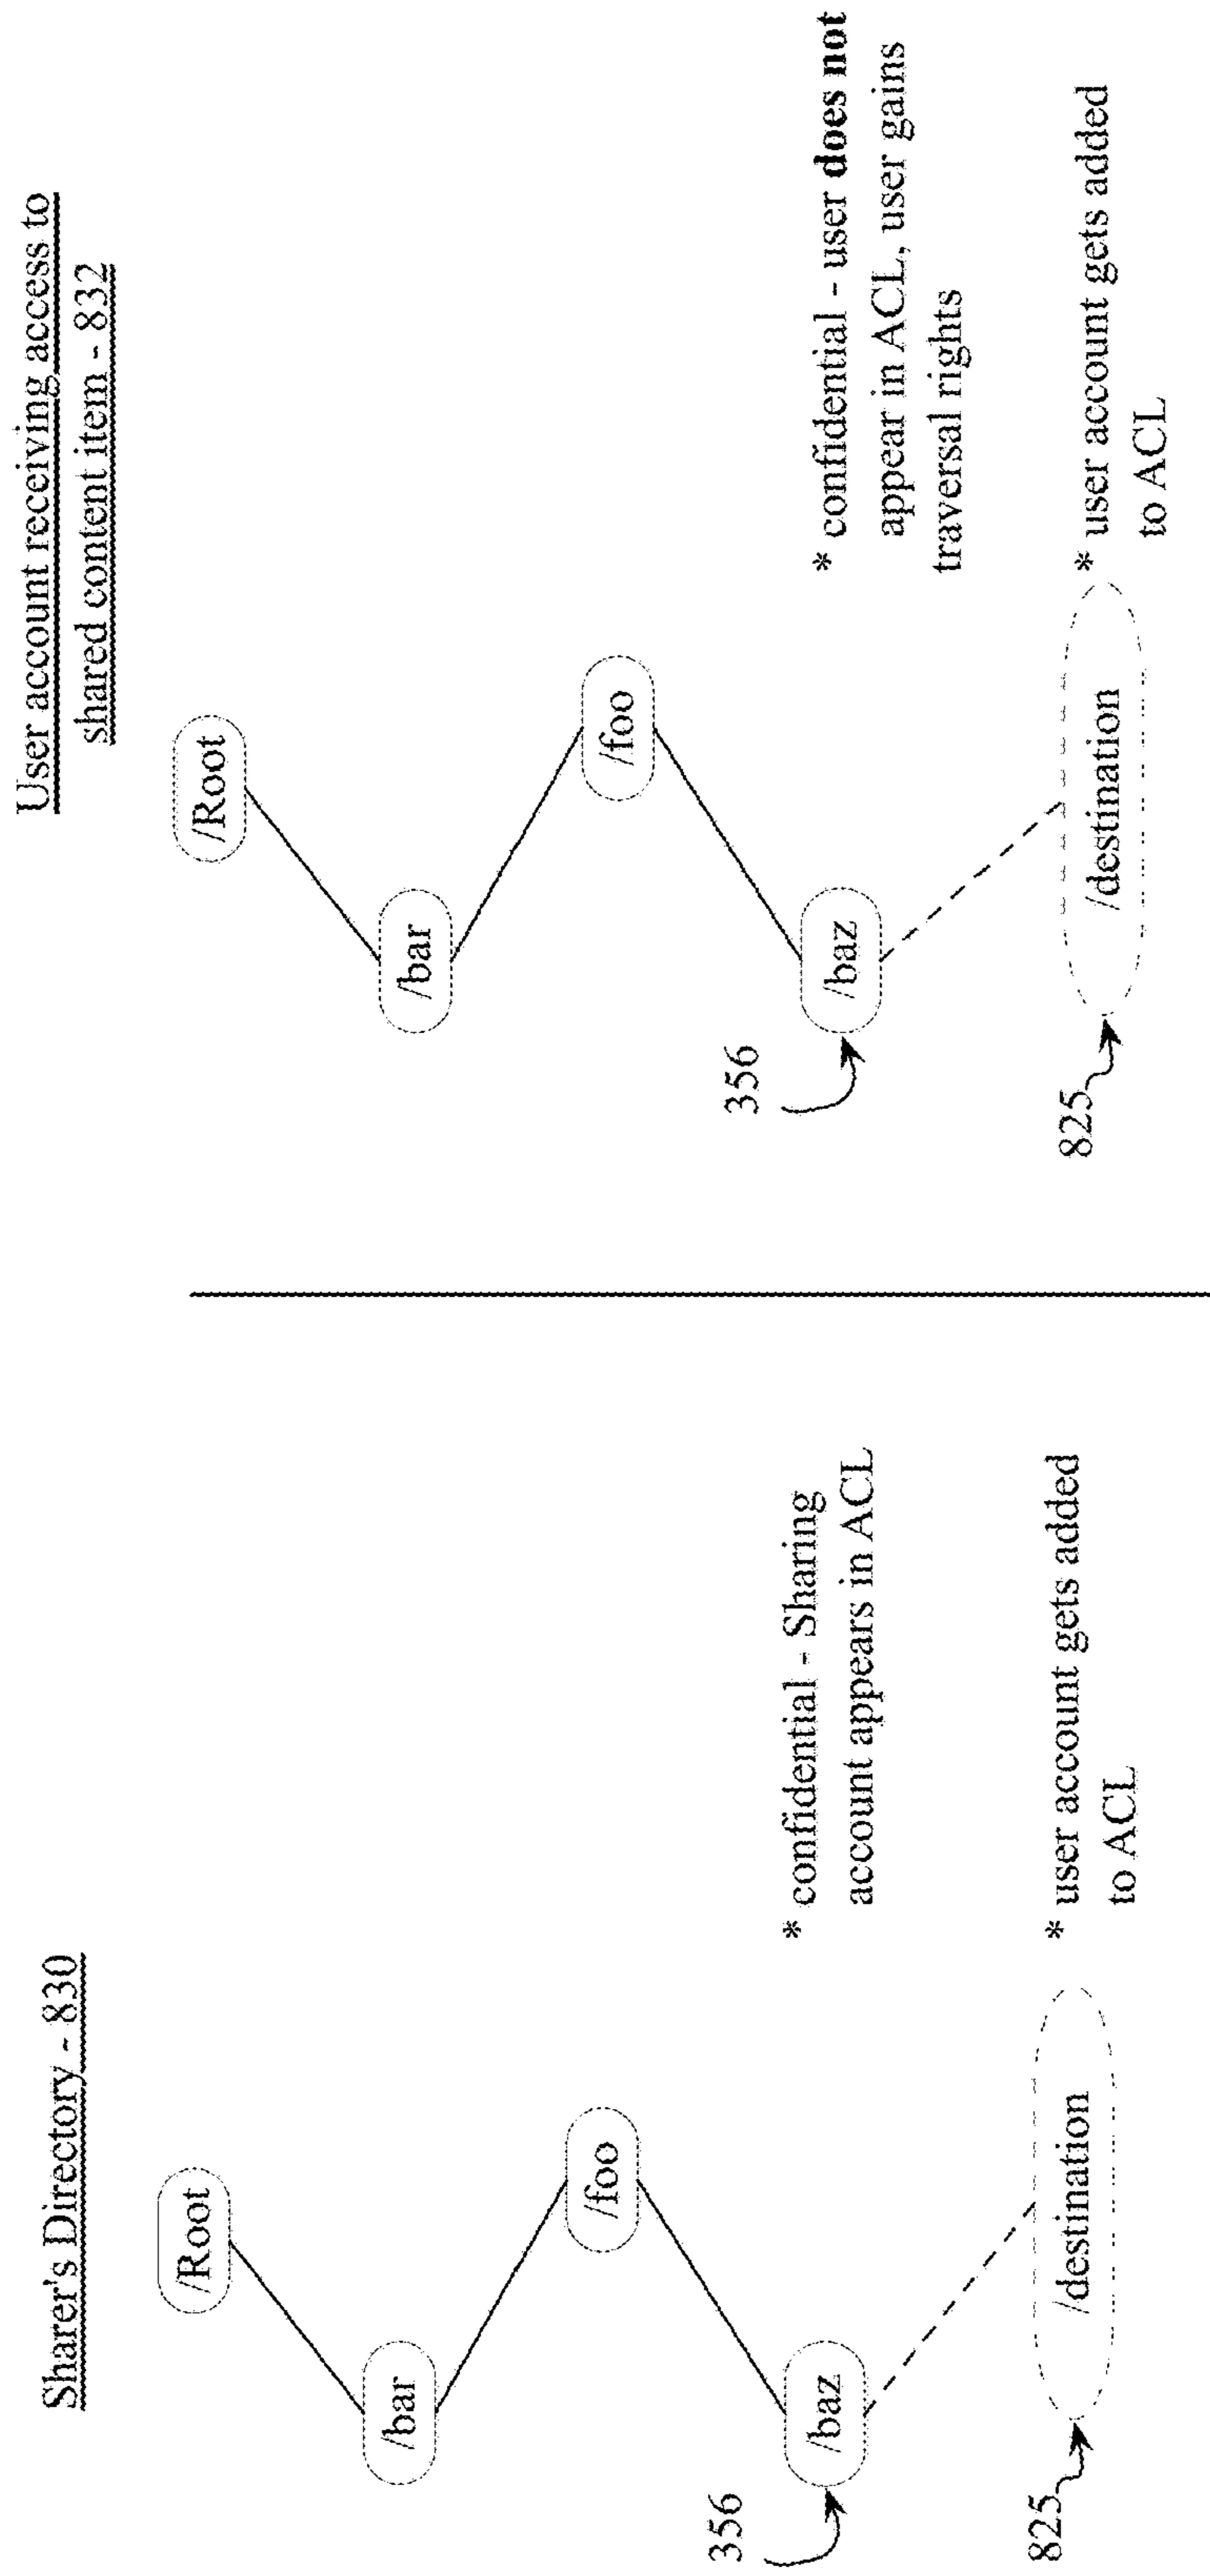 Sharer's Directory - 830
/Root
/bar
/foo
356
/baz
* confidential - Sharing
account appears in ACL
825
/destination
* user account gets added
to ACL
User account receiving access to
shared content item - 832
/Root
/bar
/foo
356
/baz
* confidential - user does not
appear in ACL, user gains
traversal rights
825
/destination
* user account gets added
to ACL